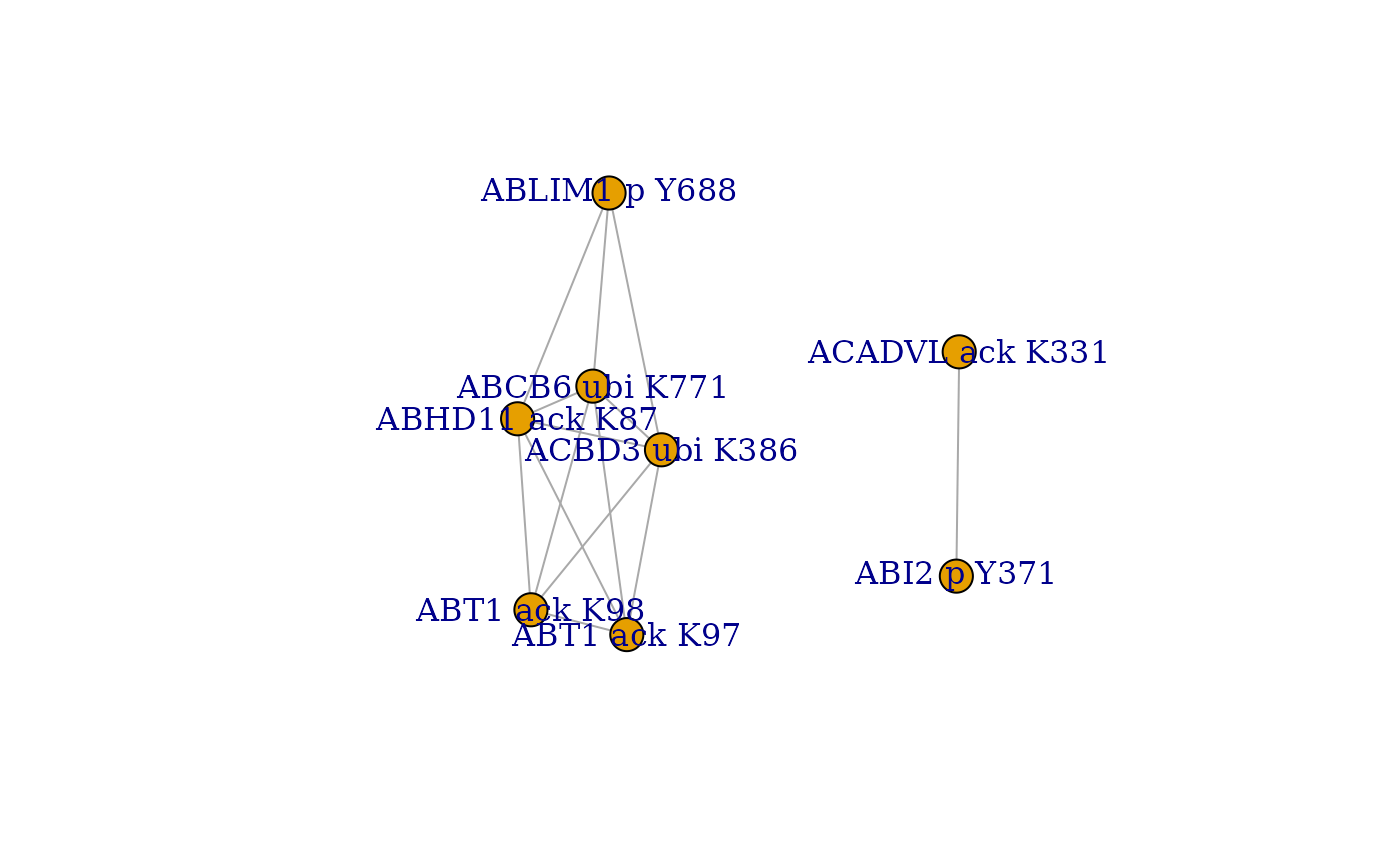 ABLIM1 p Y688
ACADVL ack K331
ABCB6 ubi K771
ABHD11 ack K87
ACBD3 ubi K386
ABI2 p Y371
ABT1 ack K98
ABT1 ack K97